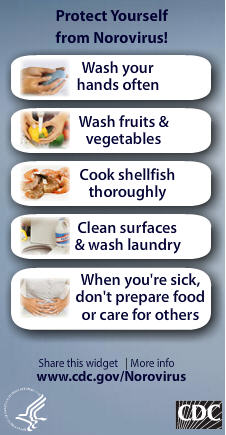 Protect Yourself
from Norovirus!
Wash your
hands often
Wash fruits &
vegetables
Cook shellfish
thoroughly
Clean surfaces
& wash laundry
When you're sick,
don't prepare food
or care for others
Share this widget | More info
www.cdc.gov/Norovirus
CDC